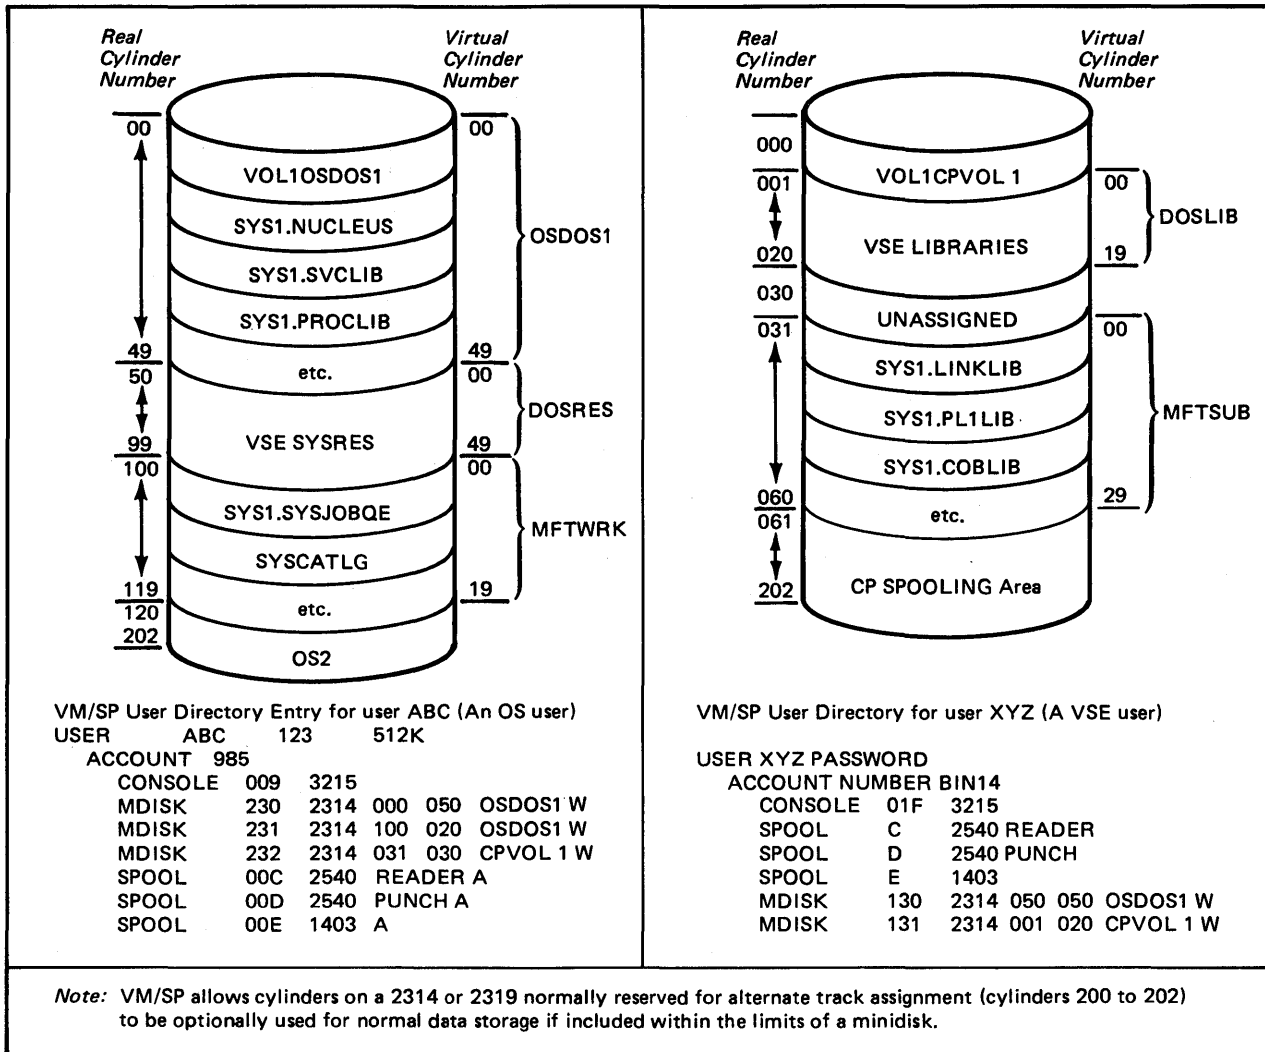 Real
Cylinder
Number
Virtual
Cylinder
Number
00
00
VOL1OSDOS1
SYS1.NUCLEUS
SYS1.SVCLIB
SYS1.PROCLIB
OSDOS1
49
49
50
etc.
00
VSE SYSRES
DOSRES
99
49
100
00
SYS1.SYSJOBQE
SYSCATLG
MFTWRK
119
19
120
etc.
202
OS2
VM/SP User Directory Entry for user ABC (An OS user)
USER ABC 123 512K
ACCOUNT 985
CONSOLE 009 3215
MDISK 230 2314 000 050 OSDOS1 W
MDISK 231 2314 100 020 OSDOS1 W
MDISK 232 2314 031 030 CPVOL 1 W
SPOOL 00C 2540 READER A
SPOOL 00D 2540 PUNCH A
SPOOL 00E 1403 A
Real
Cylinder
Number
Virtual
Cylinder
Number
000
VOL1CPVOL 1
001
00
DOSLIB
VSE LIBRARIES
020
19
030
UNASSIGNED
031
00
SYS1.LINKLIB
SYS1.PL1LIB
MFTSUB
SYS1.COBLIB
060
29
061
etc.
202
CP SPOOLING Area
VM/SP User Directory for user XYZ (A VSE user)
USER XYZ PASSWORD
ACCOUNT NUMBER BIN14
CONSOLE 01F 3215
SPOOL C 2540 READER
SPOOL D 2540 PUNCH
SPOOL E 1403
MDISK 130 2314 050 050 OSDOS1 W
MDISK 131 2314 001 020 CPVOL 1 W
Note: VM/SP allows cylinders on a 2314 or 2319 normally reserved for alternate track assignment (cylinders 200 to 202)
to be optionally used for normal data storage if included within the limits of a minidisk.